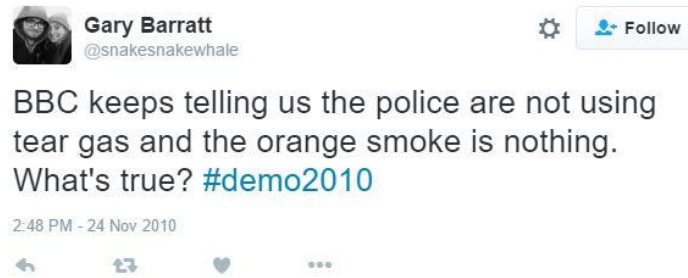 Gary Barratt
@snakesnakewhale
Follow
BBC keeps telling us the police are not using
tear gas and the orange smoke is nothing.
What's true? #demo2010
2:48 PM - 24 Nov 2010